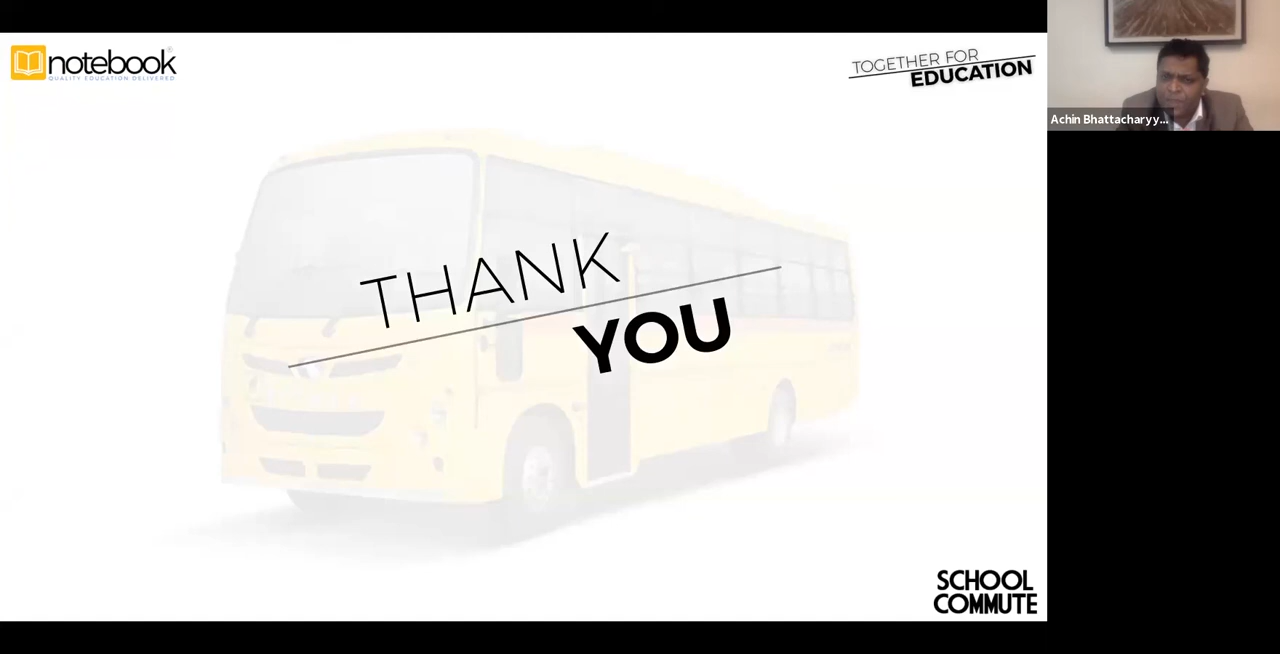 notebook®
QUALITY EDUCATION DELIVERED
TOGETHER FOR
EDUCATION
Achin Bhattacharyy...
THANK
YOU
SCHOOL
COMMUTE